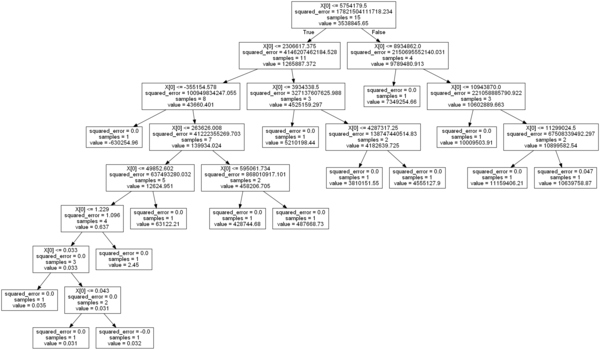 X[0] <= 5754179.5
squared_error = 17821504111718.234
samples = 15
value = 3538845.65
True
False
X[0] <= 2306617.375
squared_error = 4146207462184.528
samples = 11
value = 1265887.372
X[0] <= 8934862.0
squared_error = 2150695552140.031
samples = 4
value = 9789480.913
X[0] <= -355154.578
squared_error = 100949834247.055
samples = 8
value = 43660.401
X[0] <= 3934338.5
squared_error = 327137607625.988
samples = 3
value = 4525159.297
squared_error = 0.0
samples = 1
value = 7349254.66
X[0] <= 10943870.0
squared_error = 221058885790.922
samples = 3
value = 10602889.663
squared_error = 0.0
samples = 1
value = -630254.96
X[0] <= 263626.008
squared_error = 41222355269.703
samples = 7
value = 139934.024
squared_error = 0.0
samples = 1
value = 5210198.44
X[0] <= 4287317.25
squared_error = 138747440514.83
samples = 2
value = 4182639.725
squared_error = 0.0
samples = 1
value = 10009503.91
X[0] <= 11299024.5
squared_error = 67508339492.297
samples = 2
value = 10899582.54
X[0] <= 49852.602
squared_error = 637493280.032
samples = 5
value = 12624.951
X[0] <= 595061.734
squared_error = 868010917.101
samples = 2
value = 458206.705
squared_error = 0.0
samples = 1
value = 3810151.55
squared_error = 0.0
samples = 1
value = 4555127.9
squared_error = 0.0
samples = 1
value = 11159406.21
squared_error = 0.047
samples = 1
value = 10639758.87
X[0] <= 1.229
squared_error = 1.096
samples = 4
value = 0.637
squared_error = 0.0
samples = 1
value = 63122.21
squared_error = 0.0
samples = 1
value = 428744.68
squared_error = 0.0
samples = 1
value = 487668.73
X[0] <= 0.033
squared_error = 0.0
samples = 3
value = 0.033
squared_error = 0.0
samples = 1
value = 2.45
squared_error = 0.0
samples = 1
value = 0.035
X[0] <= 0.043
squared_error = 0.0
samples = 2
value = 0.031
squared_error = 0.0
samples = 1
value = 0.031
squared_error = -0.0
samples = 1
value = 0.032